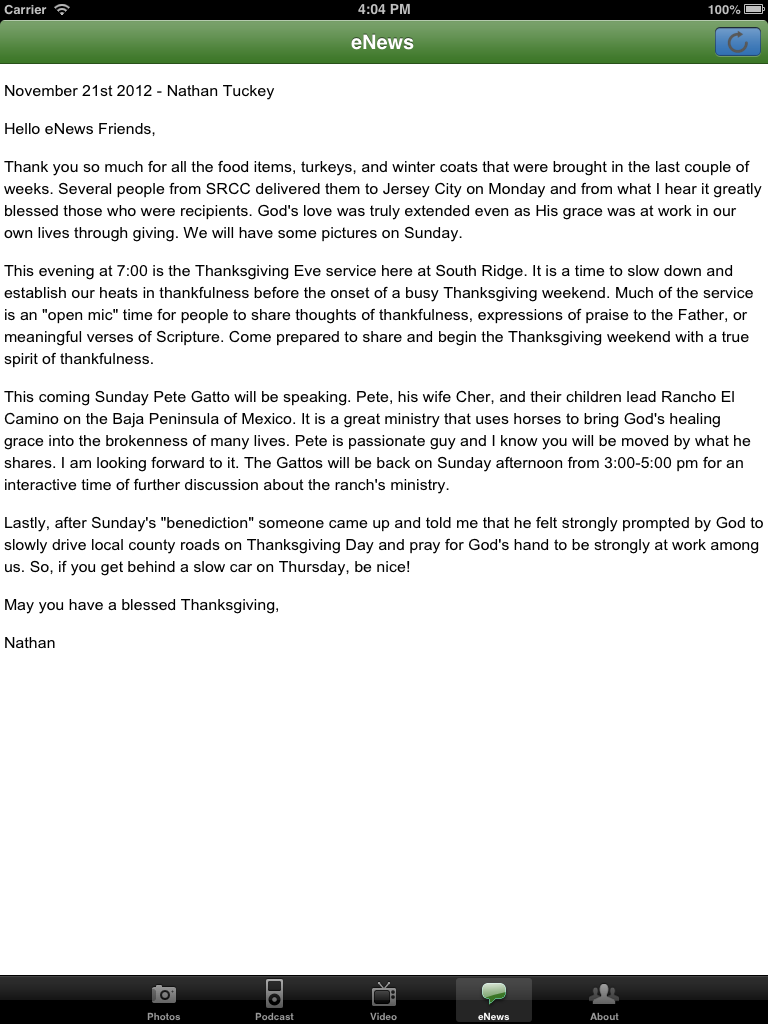 Carrier 4:04 PM 100%
eNews
November 21st 2012 - Nathan Tuckey
Hello eNews Friends,
Thank you so much for all the food items, turkeys, and winter coats that were brought in the last couple of
weeks. Several people from SRCC delivered them to Jersey City on Monday and from what I hear it greatly
blessed those who were recipients. God's love was truly extended even as His grace was at work in our
own lives through giving. We will have some pictures on Sunday.
This evening at 7:00 is the Thanksgiving Eve service here at South Ridge. It is a time to slow down and
establish our heats in thankfulness before the onset of a busy Thanksgiving weekend. Much of the service
is an "open mic" time for people to share thoughts of thankfulness, expressions of praise to the Father, or
meaningful verses of Scripture. Come prepared to share and begin the Thanksgiving weekend with a true
spirit of thankfulness.
This coming Sunday Pete Gatto will be speaking. Pete, his wife Cher, and their children lead Rancho El
Camino on the Baja Peninsula of Mexico. It is a great ministry that uses horses to bring God's healing
grace into the brokenness of many lives. Pete is passionate guy and I know you will be moved by what he
shares. I am looking forward to it. The Gattos will be back on Sunday afternoon from 3:00-5:00 pm for an
interactive time of further discussion about the ranch's ministry.
Lastly, after Sunday's "benediction" someone came up and told me that he felt strongly prompted by God to
slowly drive local county roads on Thanksgiving Day and pray for God's hand to be strongly at work among
us. So, if you get behind a slow car on Thursday, be nice!
May you have a blessed Thanksgiving,
Nathan
Photos Podcast Video eNews About